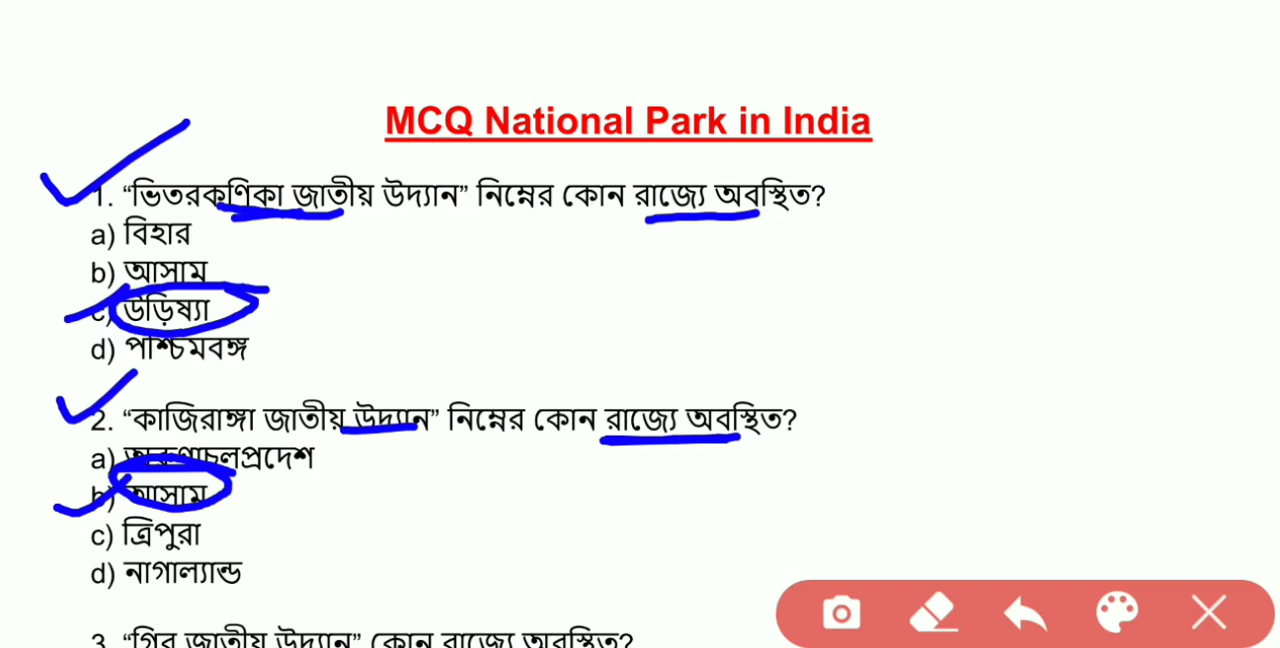 MCQ National Park in India
1. “ভিতরকণিকা জাতীয় উদ্যান” নিম্নের কোন রাজ্যে অবস্থিত?
a) বিহার
b) আসাম
c) উড়িষ্যা
d) পশ্চিমবঙ্গ
2. “কাজিরাঙ্গা জাতীয় উদ্যান” নিম্নের কোন রাজ্যে অবস্থিত?
a) অরুণাচলপ্রদেশ
b) আসাম
c) ত্রিপুরা
d) নাগাল্যান্ড
3. “গির জাতীয় উদ্যান” কোন রাজ্যে অবস্থিত?